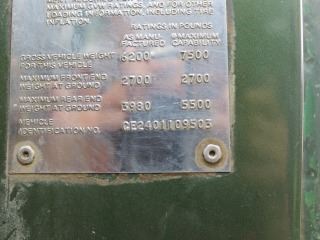 MAXIMUM GVW RATINGS AND FOR OTHER
LOADING INFORMATION, INCLUDING TIRE
INFLATION.
RATINGS IN POUNDS
AS MANU- MAXIMUM
FACTURED CAPABILITY
GROSS VEHICLE WEIGHT
FOR THIS VEHICLE 6200 7500
MAXIMUM FRONT END
WEIGHT AT GROUND 2700 2700
MAXIMUM REAR END
WEIGHT AT GROUND 3980 5500
VEHICLE
IDENTIFICATION NO. CE2401109503